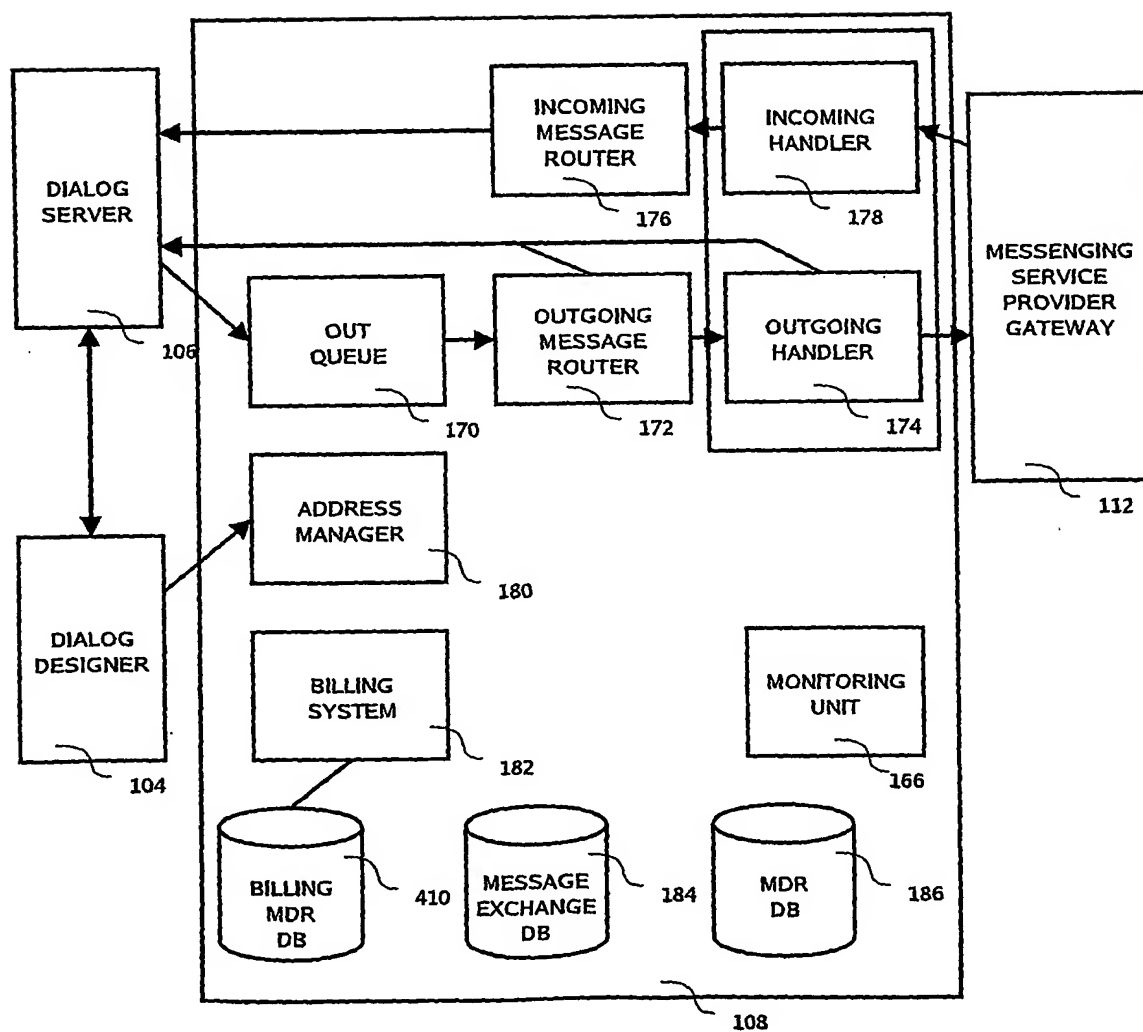 DIALOG
SERVER
106
INCOMING
MESSAGE
ROUTER
176
INCOMING
HANDLER
178
MESSENGING
SERVICE
PROVIDER
GATEWAY
112
OUT
QUEUE
170
OUTGOING
MESSAGE
ROUTER
172
OUTGOING
HANDLER
174
ADDRESS
MANAGER
180
DIALOG
DESIGNER
104
BILLING
SYSTEM
182
MONITORING
UNIT
166
BILLING
MDR
DB
410
MESSAGE
EXCHANGE
DB
184
MDR
DB
186
108